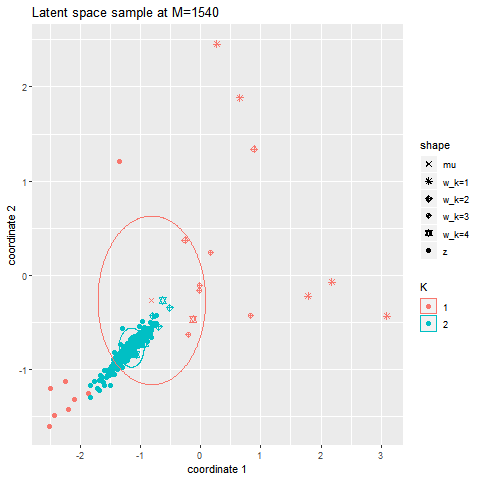 Latent space sample at M=1540
coordinate 2
2
1
0
-1
-2
-1
0
1
2
3
coordinate 1
shape
mu
w_k=1
w_k=2
w_k=3
w_k=4
z
K
1
2